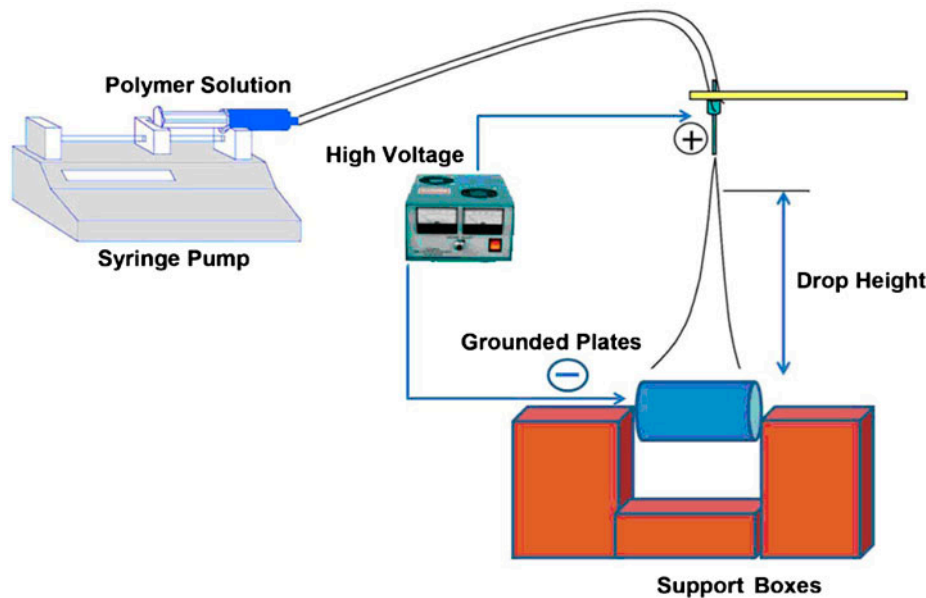 Polymer Solution
High Voltage
Syringe Pump
Drop Height
Grounded Plates
Support Boxes
+
−